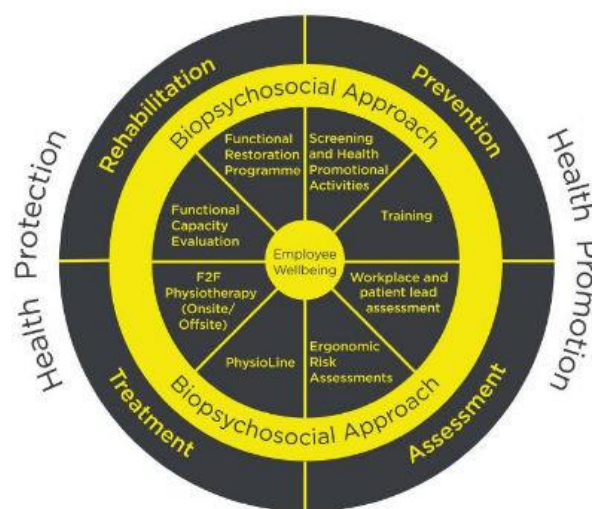 Health Protection
Health Promotion
Rehabilitation
Prevention
Treatment
Assessment
Biopsychosocial Approach
Functional
Restoration
Programme
Screening
and Health
Promotional
Activities
Functional
Capacity
Evaluation
Training
Employee
Wellbeing
F2F
Physiotherapy
(Onsite/
Offsite)
Workplace and
patient lead
assessment
PhysioLine
Ergonomic
Risk
Assessments
Biopsychosocial Approach